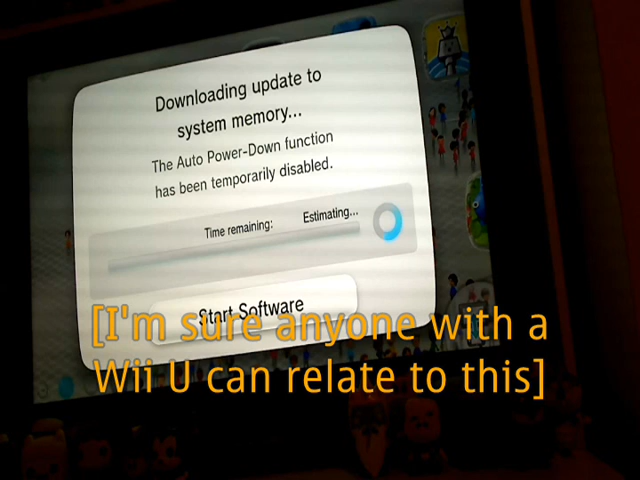 Downloading update to
system memory...
The Auto Power-Down function
has been temporarily disabled.
Time remaining: Estimating...
Start Software
[I'm sure anyone with a
Wii U can relate to this]